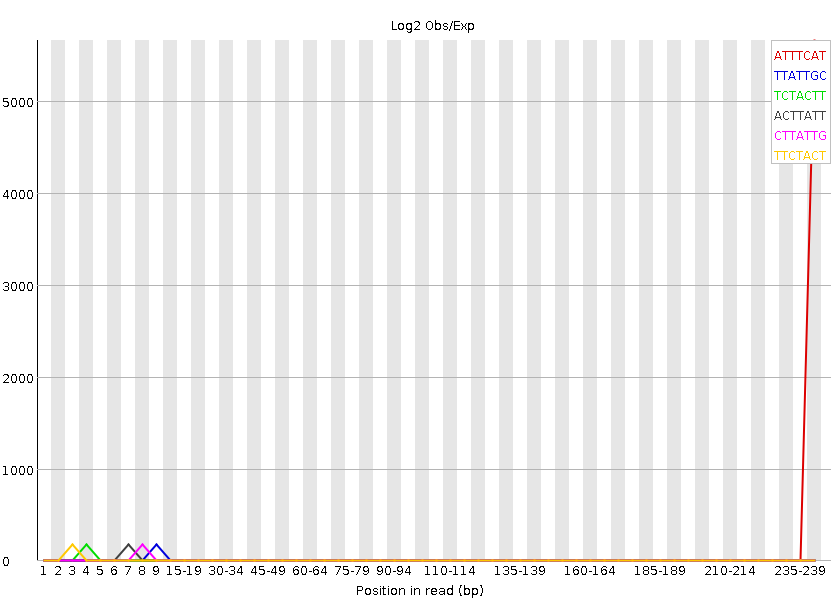 Log2 Obs/Exp
ATTTCAT
TTATTGC
TCTACTT
ACTTATT
CTTATTG
TTCTACT
5000
4000
3000
2000
1000
0
1 2 3 4 5 6 7 8 9 15-19 30-34 45-49 60-64 75-79 90-94 110-114 135-139 160-164 185-189 210-214 235-239
Position in read (bp)